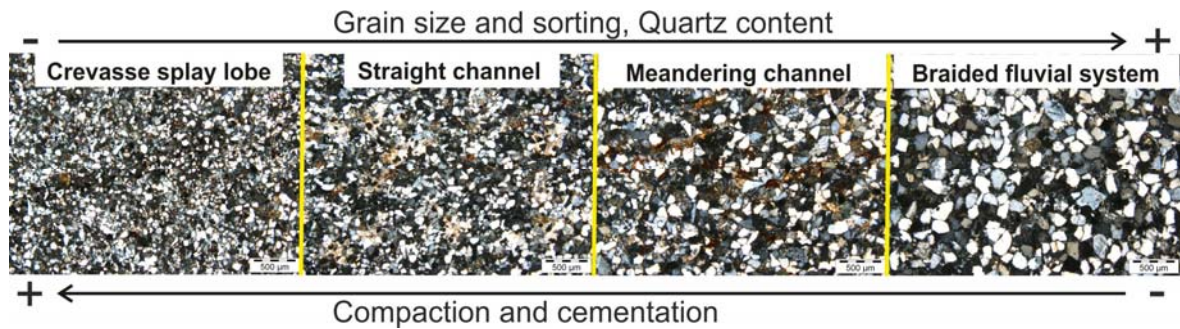 Grain size and sorting, Quartz content
- +
Crevasse splay lobe Straight channel Meandering channel Braided fluvial system
500 µm 500 µm 500 µm 500 µm
+ -
Compaction and cementation